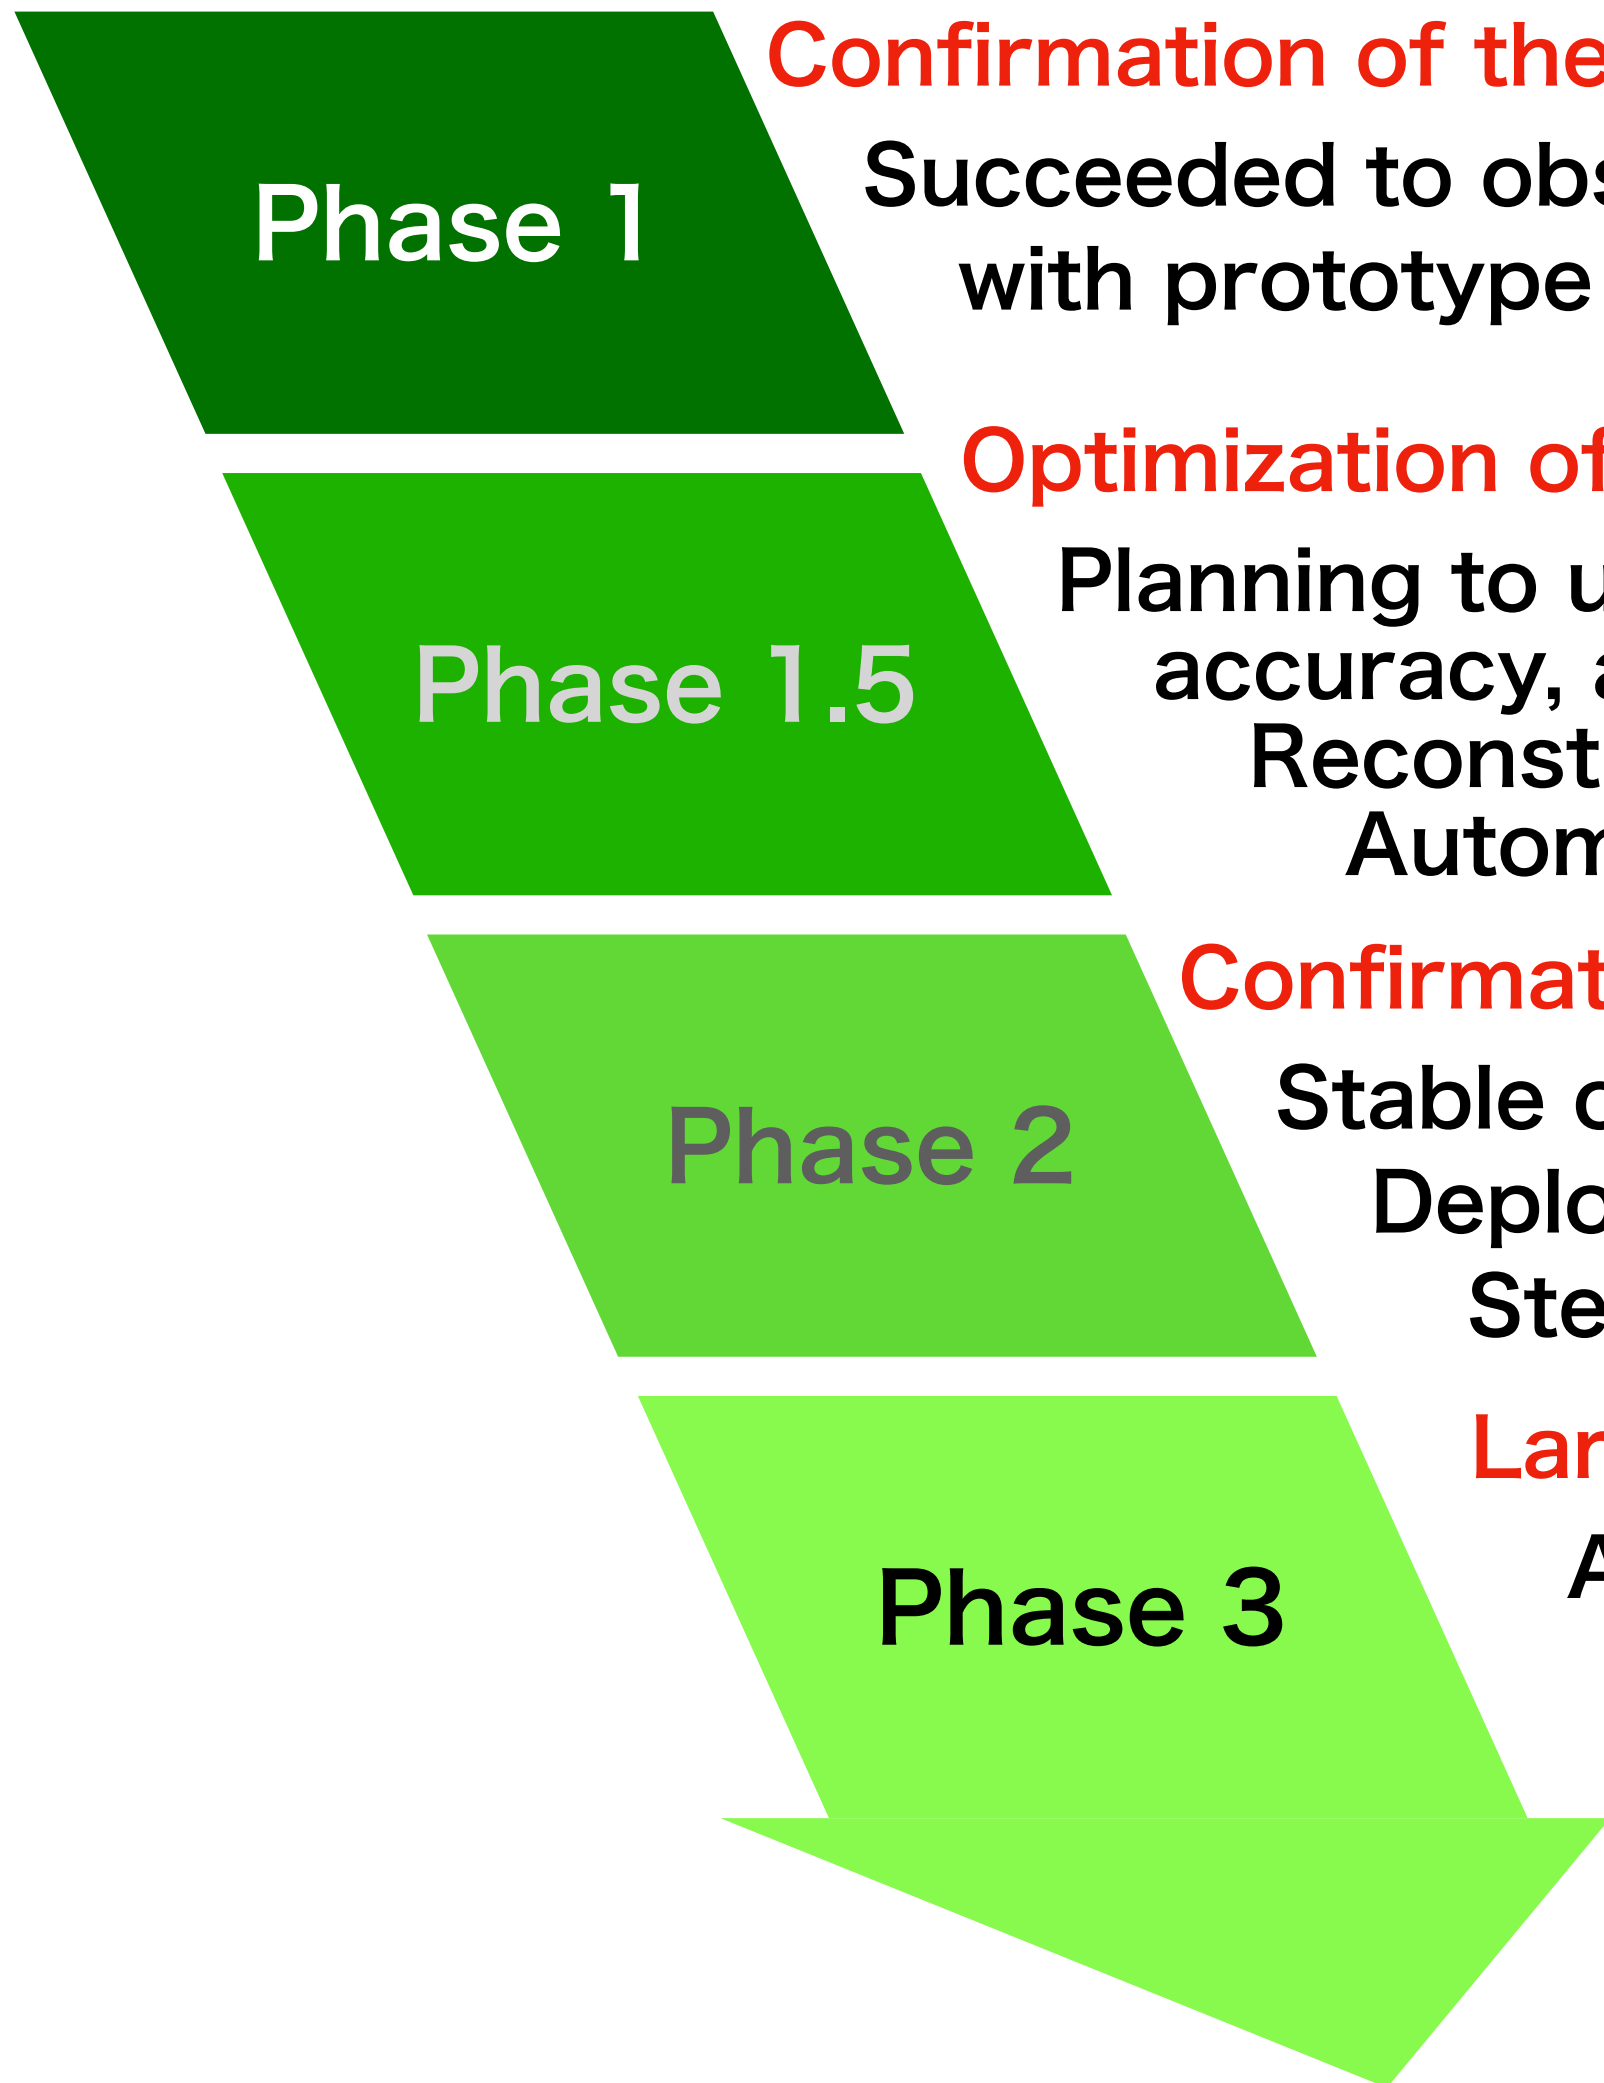 Phase 1
Confirmation of the
Succeeded to obs
with prototype
Phase 1.5
Optimization of
Planning to u
accuracy, a
Reconst
Autom
Phase 2
Confirmat
Stable
Deplo
Ste
Phase 3
Lar
A